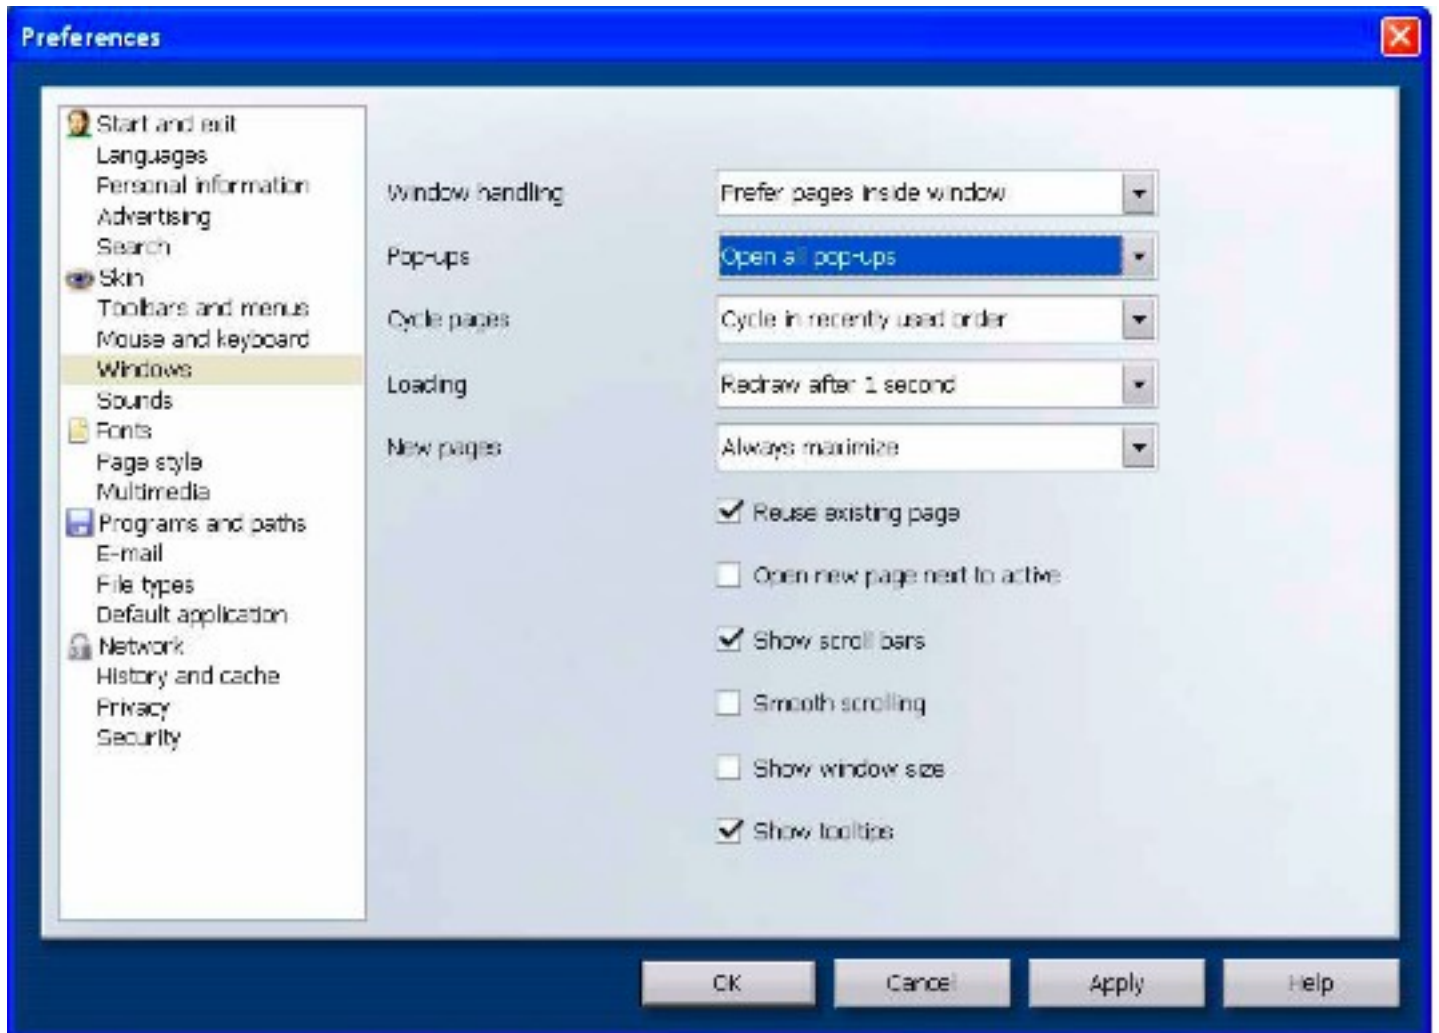 Preferences
Start and exit
Languages
Personal information
Advertising
Search
Skin
Toolbars and menus
Mouse and keyboard
Windows
Sounds
Fonts
Page style
Multimedia
Programs and paths
E-mail
File types
Default application
Network
History and cache
Privacy
Security
Window handling Prefer pages inside window
Pop-ups Open all pop-ups
Cycle pages Cycle in recently used order
Loading Redraw after 1 second
New pages Always maximize
Reuse existing page
Open new page next to active
Show scroll bars
Smooth scrolling
Show window size
Show tooltips
OK Cancel Apply Help